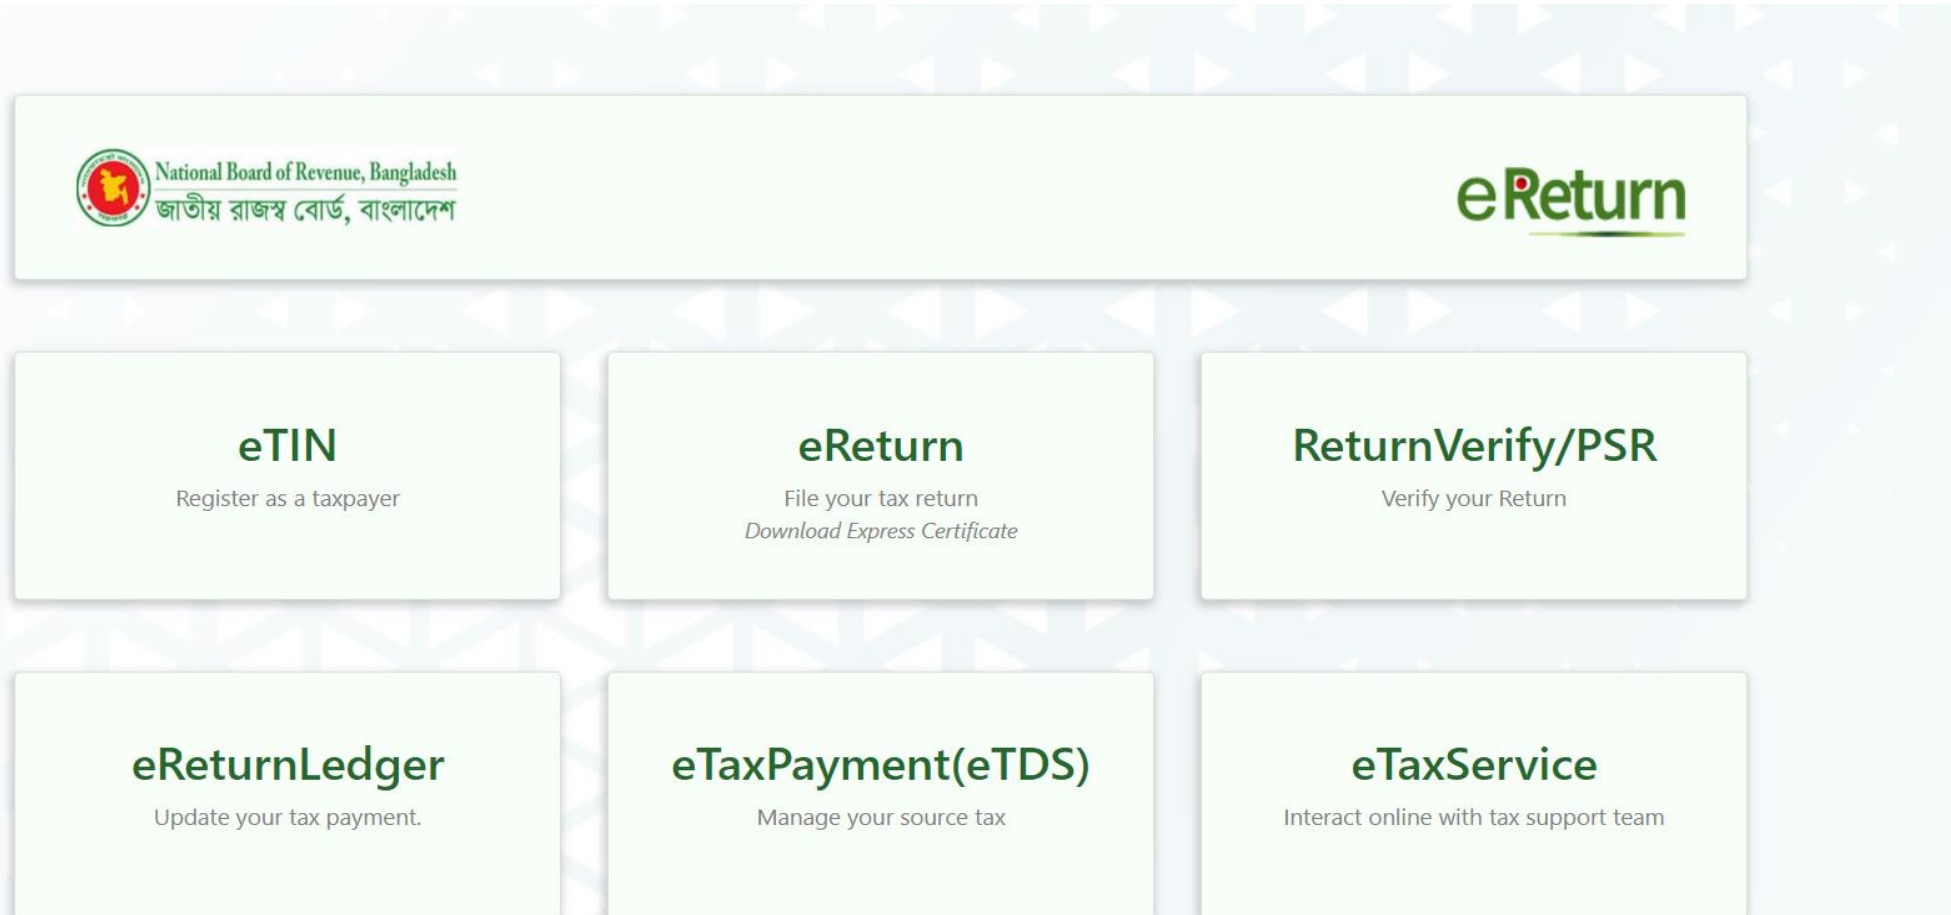 National Board of Revenue, Bangladesh
জাতীয় রাজস্ব বোর্ড, বাংলাদেশ
eReturn
eTIN
Register as a taxpayer
eReturn
File your tax return
Download Express Certificate
ReturnVerify/PSR
Verify your Return
eReturnLedger
Update your tax payment.
eTaxPayment(eTDS)
Manage your source tax
eTaxService
Interact online with tax support team